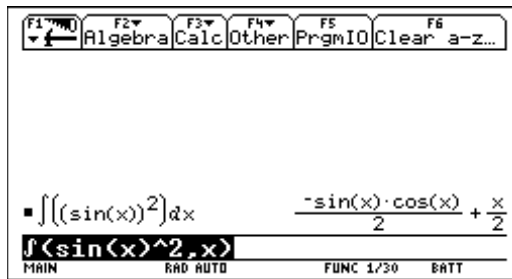 F1 F2▾ F3▾ F4▾ F5 F6
Algebra Calc Other PrgmIO Clear a-z…
▪∫((sin(x))²)dx   ⁻sin(x)·cos(x)/2 + x/2
∫(sin(x)^2,x)
MAIN RAD AUTO FUNC 1/30 BATT